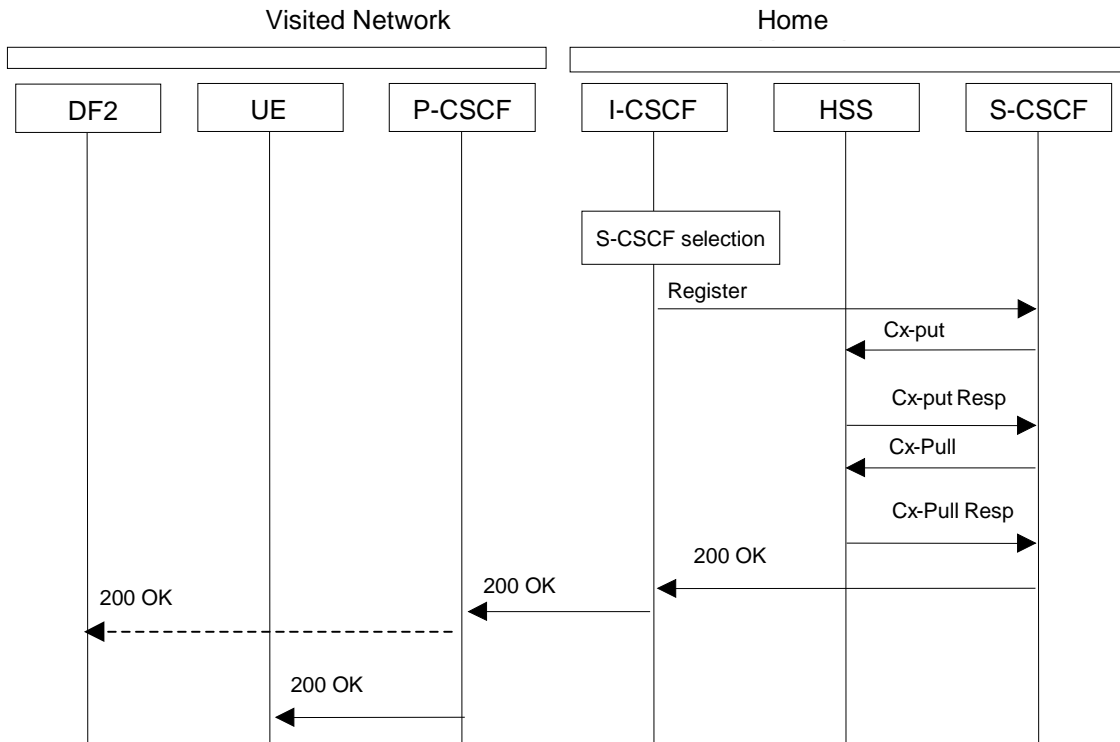 Visited Network
Home
DF2
UE
P-CSCF
I-CSCF
HSS
S-CSCF
S-CSCF selection
Register
Cx-put
Cx-put Resp
Cx-Pull
Cx-Pull Resp
200 OK
200 OK
200 OK
200 OK